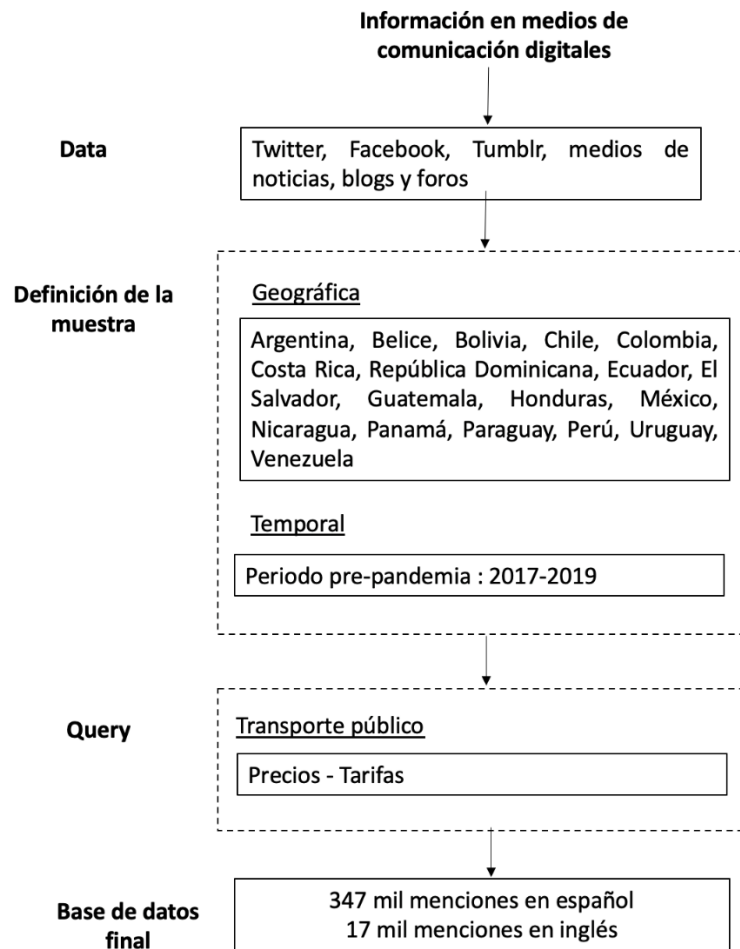 Información en medios de
comunicación digitales
Data
Twitter, Facebook, Tumblr, medios de
noticias, blogs y foros
Definición de la
muestra
Geográfica
Argentina, Belice, Bolivia, Chile, Colombia,
Costa Rica, República Dominicana, Ecuador, El
Salvador, Guatemala, Honduras, México,
Nicaragua, Panamá, Paraguay, Perú, Uruguay,
Venezuela
Temporal
Periodo pre-pandemia : 2017-2019
Query
Transporte público
Precios - Tarifas
Base de datos
final
347 mil menciones en español
17 mil menciones en inglés